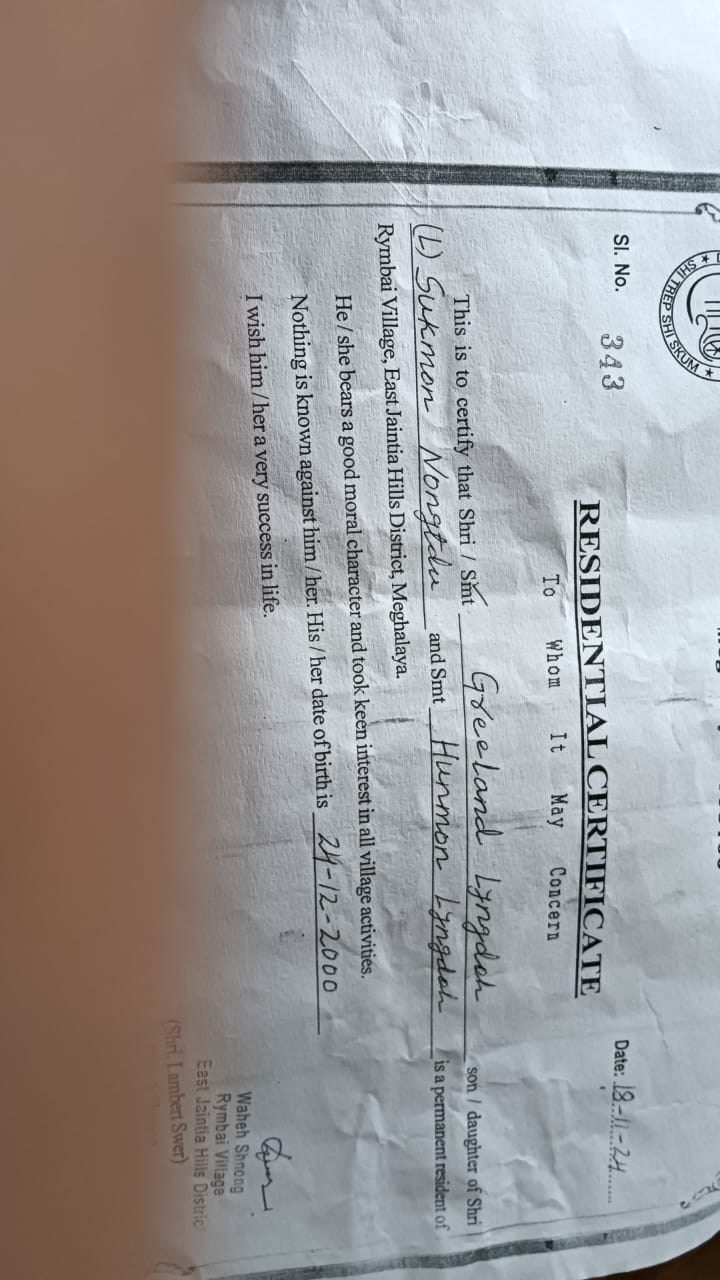 SHI TREP SHI SKUM
Sl. No. 343
Date: 18-11-24
RESIDENTIAL CERTIFICATE
To Whom It May Concern
This is to certify that Shri / Smt Greeland Lyngdoh son / daughter of Shri
(L) Sukmon Nongtdu and Smt Hunmon Lyngdoh is a permanent resident of
Rymbai Village, East Jaintia Hills District, Meghalaya.
He / she bears a good moral character and took keen interest in all village activities.
Nothing is known against him / her. His / her date of birth is 24-12-2000
I wish him / her a very success in life.
Waheh Shnong
Rymbai Village
East Jaintia Hills Distric
(Shri. Lambert Swer)